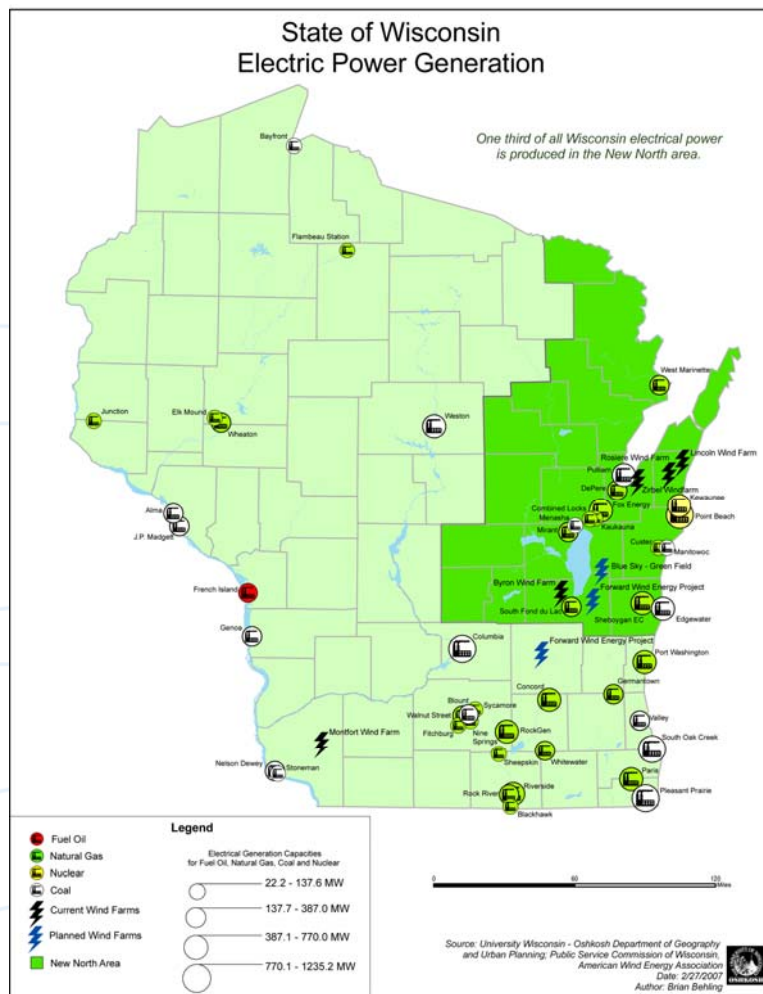 State of Wisconsin
Electric Power Generation
One third of all Wisconsin electrical power
is produced in the New North area.
Bayfront
Flambeau Station
West Marinette
Junction
Elk Mound
Wheaton
Weston
Rosiere Wind Farm
Lincoln Wind Farm
Pulliam
Zirbel Windfarm
DePere
Kewaunee
Fox Energy
Combined Locks
Point Beach
Menasha
Kaukauna
Mirant
Alma
J.P. Madgett
Custer
Manitowoc
Blue Sky - Green Field
Byron Wind Farm
Forward Wind Energy Project
French Island
South Fond du Lac
Sheboygan EC
Edgewater
Genoa
Columbia
Forward Wind Energy Project
Port Washington
Germantown
Concord
Blount
Sycamore
Walnut Street
Valley
Fitchburg
Nine
Springs
RockGen
Montfort Wind Farm
South Oak Creek
Sheepskin
Whitewater
Nelson Dewey
Stoneman
Paris
Riverside
Rock River
Pleasant Prairie
Blackhawk
Legend
Fuel Oil
Natural Gas
Nuclear
Coal
Current Wind Farms
Planned Wind Farms
New North Area
Electrical Generation Capacities
for Fuel Oil, Natural Gas, Coal and Nuclear
22.2 - 137.6 MW
137.7 - 387.0 MW
387.1 - 770.0 MW
770.1 - 1235.2 MW
0 60 120
Miles
Source: University Wisconsin - Oshkosh Department of Geography
and Urban Planning; Public Service Commission of Wisconsin,
American Wind Energy Association
Date: 2/27/2007
Author: Brian Behling